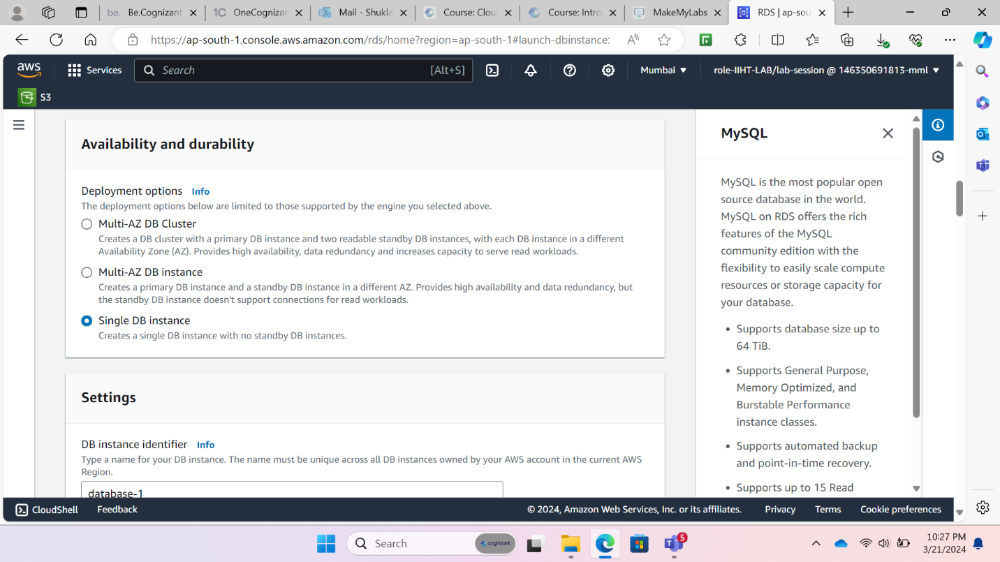 be. Be.Cognizant
1C OneCognizan
Mail - Shukla
Course: Clou
Course: Intro
MakeMyLabs
RDS | ap-sou
https://ap-south-1.console.aws.amazon.com/rds/home?region=ap-south-1#launch-dbinstance:
aws
Services
Search
[Alt+S]
Mumbai
role-IIHT-LAB/lab-session @ 146350691813-mml
S3
Availability and durability
Deployment options Info
The deployment options below are limited to those supported by the engine you selected above.
Multi-AZ DB Cluster
Creates a DB cluster with a primary DB instance and two readable standby DB instances, with each DB instance in a different
Availability Zone (AZ). Provides high availability, data redundancy and increases capacity to serve read workloads.
Multi-AZ DB instance
Creates a primary DB instance and a standby DB instance in a different AZ. Provides high availability and data redundancy, but
the standby DB instance doesn't support connections for read workloads.
Single DB instance
Creates a single DB instance with no standby DB instances.
Settings
DB instance identifier Info
Type a name for your DB instance. The name must be unique across all DB instances owned by your AWS account in the current AWS
Region.
database-1
MySQL
MySQL is the most popular open
source database in the world.
MySQL on RDS offers the rich
features of the MySQL
community edition with the
flexibility to easily scale compute
resources or storage capacity for
your database.
• Supports database size up to
64 TiB.
• Supports General Purpose,
Memory Optimized, and
Burstable Performance
instance classes.
• Supports automated backup
and point-in-time recovery.
• Supports up to 15 Read
CloudShell
Feedback
© 2024, Amazon Web Services, Inc. or its affiliates.
Privacy
Terms
Cookie preferences
Search
cognizant
5
10:27 PM
3/21/2024